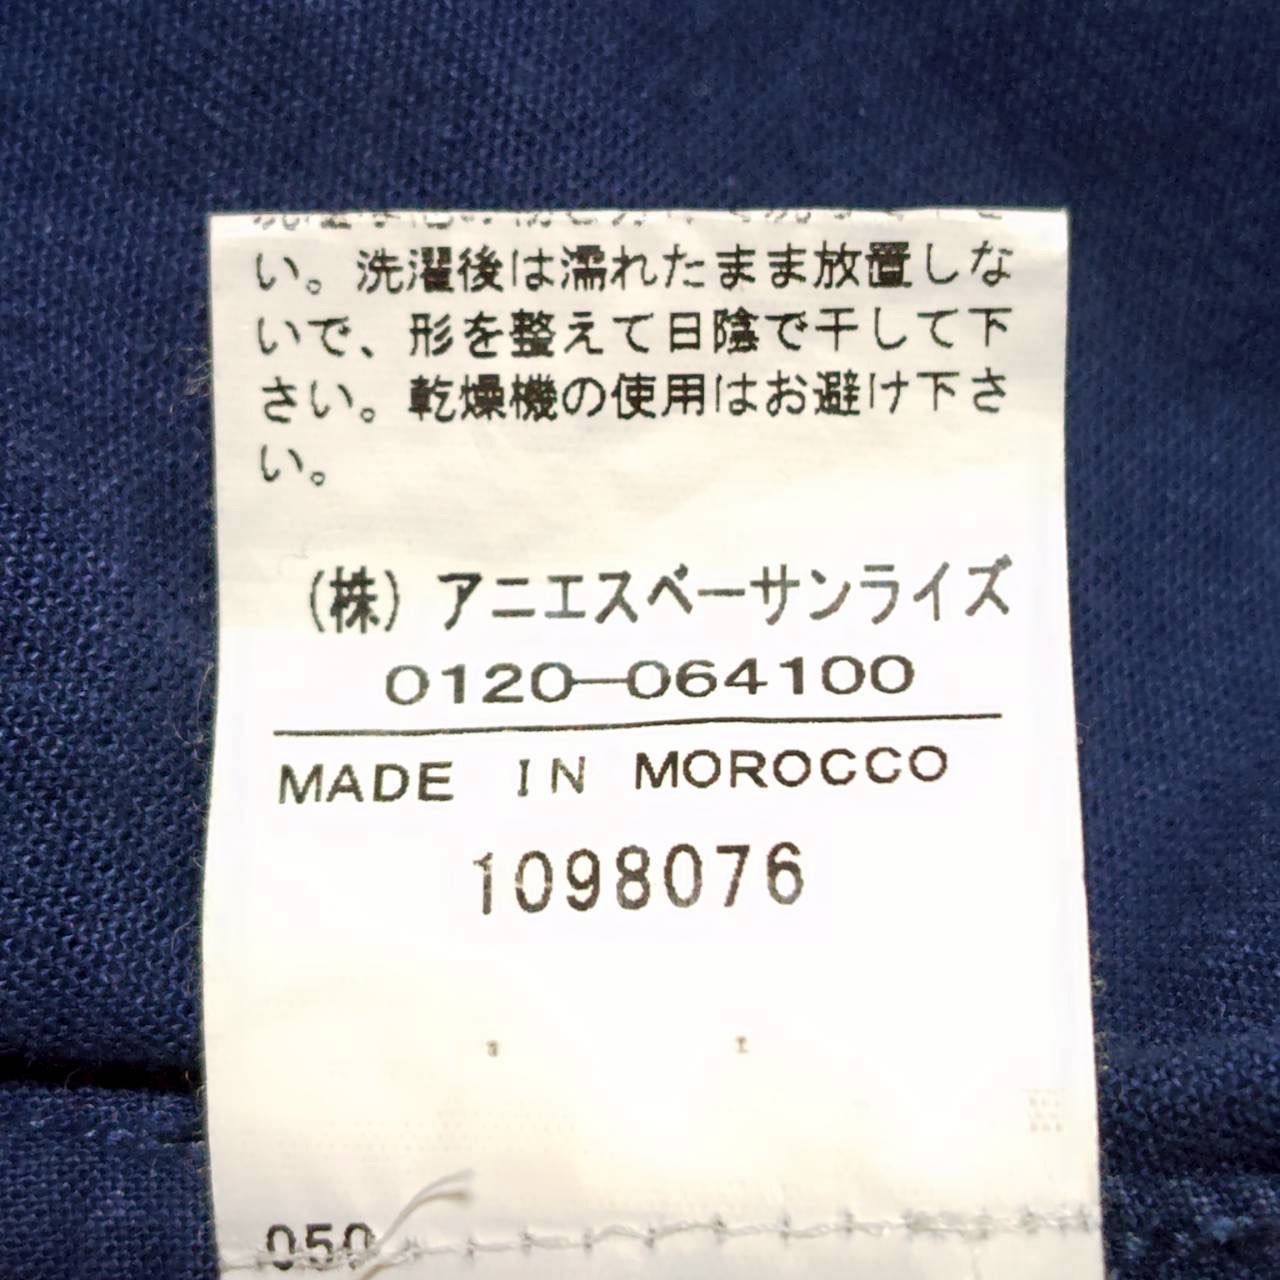 い。洗濯後は濡れたまま放置しな
いで、形を整えて日陰で干して下
さい。乾燥機の使用はお避け下さ
い。
(株)アニエスベーサンライズ
0120-064100
MADE IN MOROCCO
1098076
050